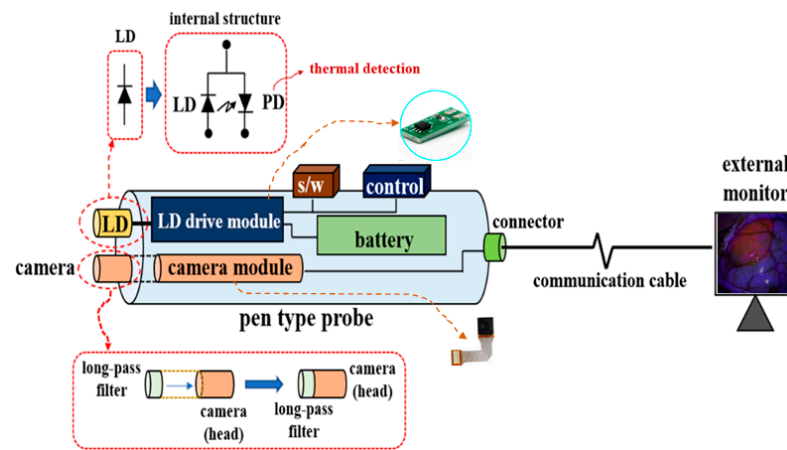 LD
internal structure
LD
PD
thermal detection
s/w
control
LD
LD drive module
battery
connector
external
monitor
camera
camera module
communication cable
pen type probe
long-pass
filter
camera
(head)
long-pass
filter
camera
(head)